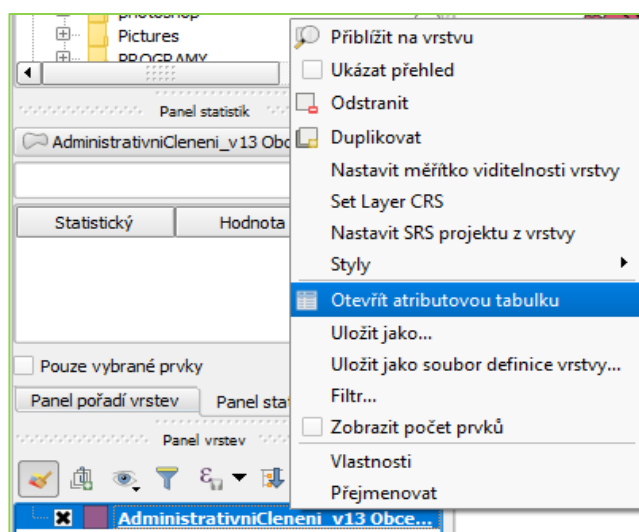 photoshop
Pictures
PROGRAMY
Panel statistik
AdministrativniCleneni_v13 Obc
Statistický Hodnota
Pouze vybrané prvky
Panel pořadí vrstev Panel stat
Panel vrstev
AdministrativniCleneni_v13 Obce...
Přiblížit na vrstvu
Ukázat přehled
Odstranit
Duplikovat
Nastavit měřítko viditelnosti vrstvy
Set Layer CRS
Nastavit SRS projektu z vrstvy
Styly
Otevřít atributovou tabulku
Uložit jako...
Uložit jako soubor definice vrstvy...
Filtr...
Zobrazit počet prvků
Vlastnosti
Přejmenovat